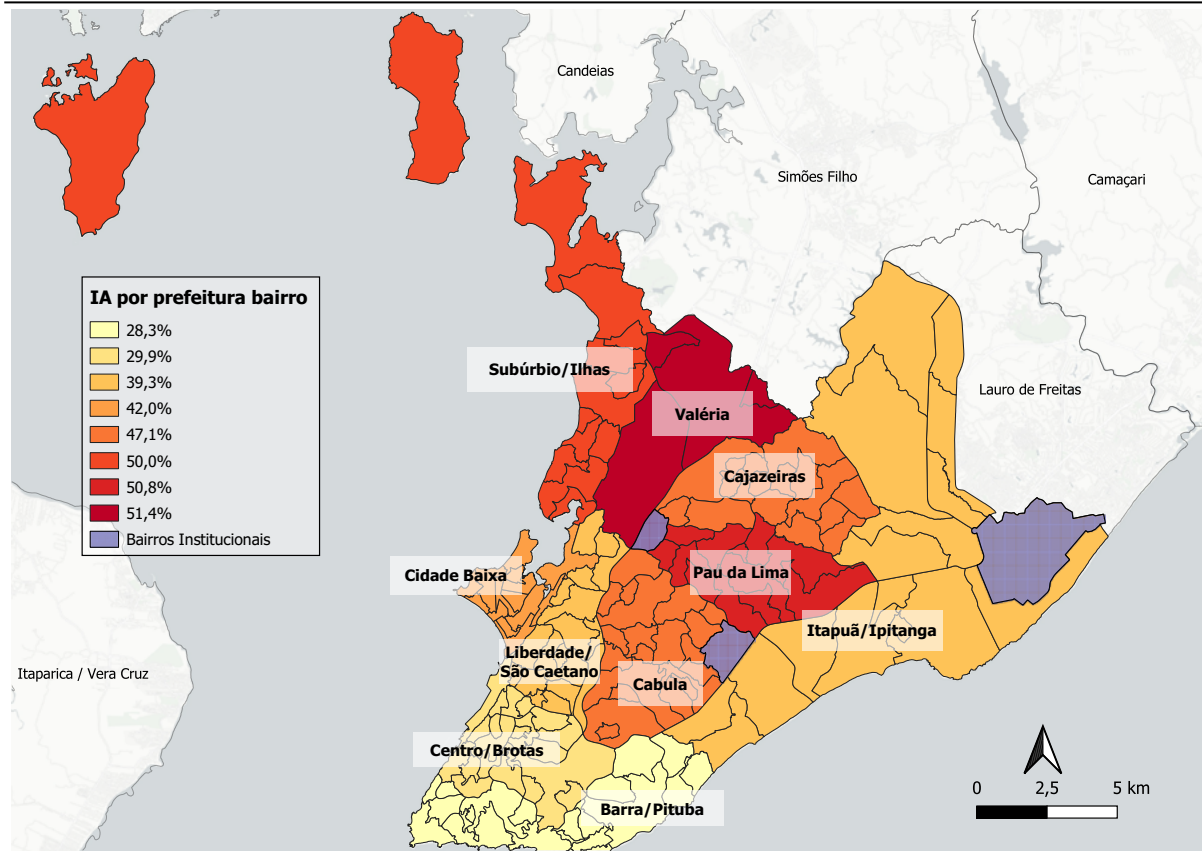 Candeias
Simões Filho
Camaçari
IA por prefeitura bairro
28,3%
29,9%
39,3%
42,0%
47,1%
50,0%
50,8%
51,4%
Bairros Institucionais
Subúrbio/Ilhas
Lauro de Freitas
Valéria
Cajazeiras
Cidade Baixa
Pau da Lima
Itapuã/Ipitanga
Liberdade/
São Caetano
Itaparica / Vera Cruz
Cabula
Centro/Brotas
Barra/Pituba
0 2,5 5 km